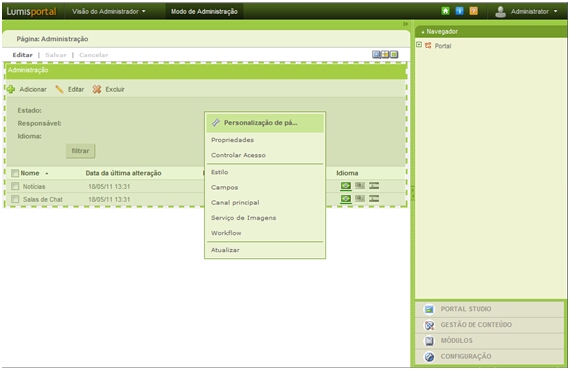 Lumisportal Visão do Administrador Modo de Administração Administrator
Página: Administração
Editar | Salvar | Cancelar
Administração
Adicionar Editar Excluir
Estado:
Responsável:
Idioma:
filtrar
Nome Data da última alteração Idioma
Notícias 18/05/11 13:31
Salas de Chat 18/05/11 13:31
Personalização de pá...
Propriedades
Controlar Acesso
Estilo
Campos
Canal principal
Serviço de Imagens
Workflow
Atualizar
Navegador
Portal
PORTAL STUDIO
GESTÃO DE CONTEÚDO
MÓDULOS
CONFIGURAÇÃO